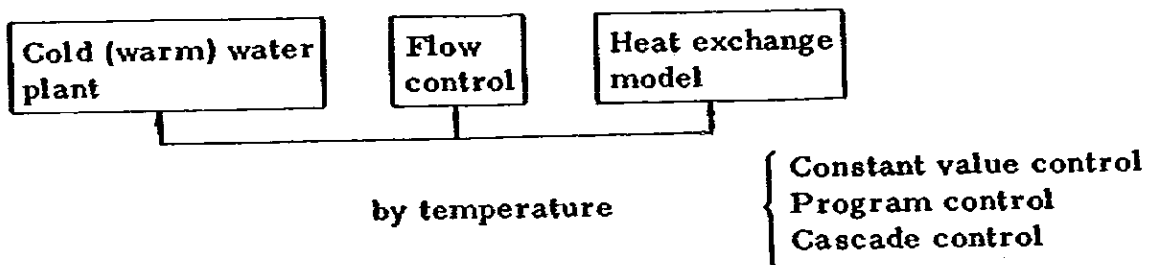 Cold (warm) water
plant
Flow
control
Heat exchange
model
by temperature
Constant value control
Program control
Cascade control